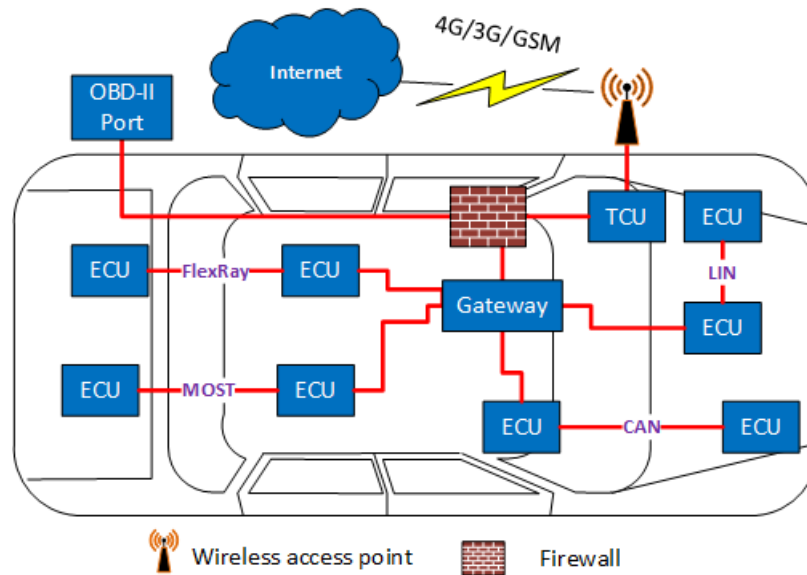 4G/3G/GSM
Internet
OBD-II
Port
TCU
ECU
ECU
FlexRay
ECU
LIN
Gateway
ECU
ECU
MOST
ECU
ECU
CAN
ECU
Wireless access point
Firewall